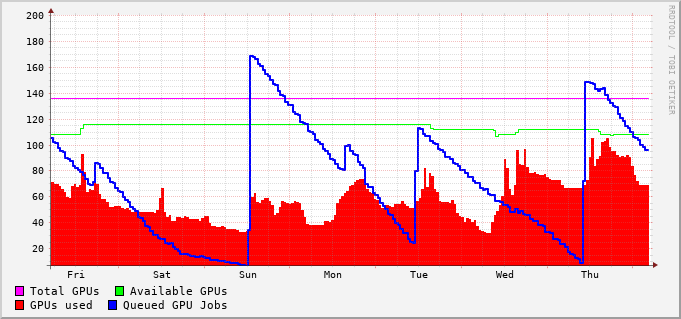 200
180
160
140
120
100
80
60
40
20
Fri Sat Sun Mon Tue Wed Thu
Total GPUs Available GPUs
GPUs used Queued GPU Jobs
RRDTOOL / TOBI OETIKER